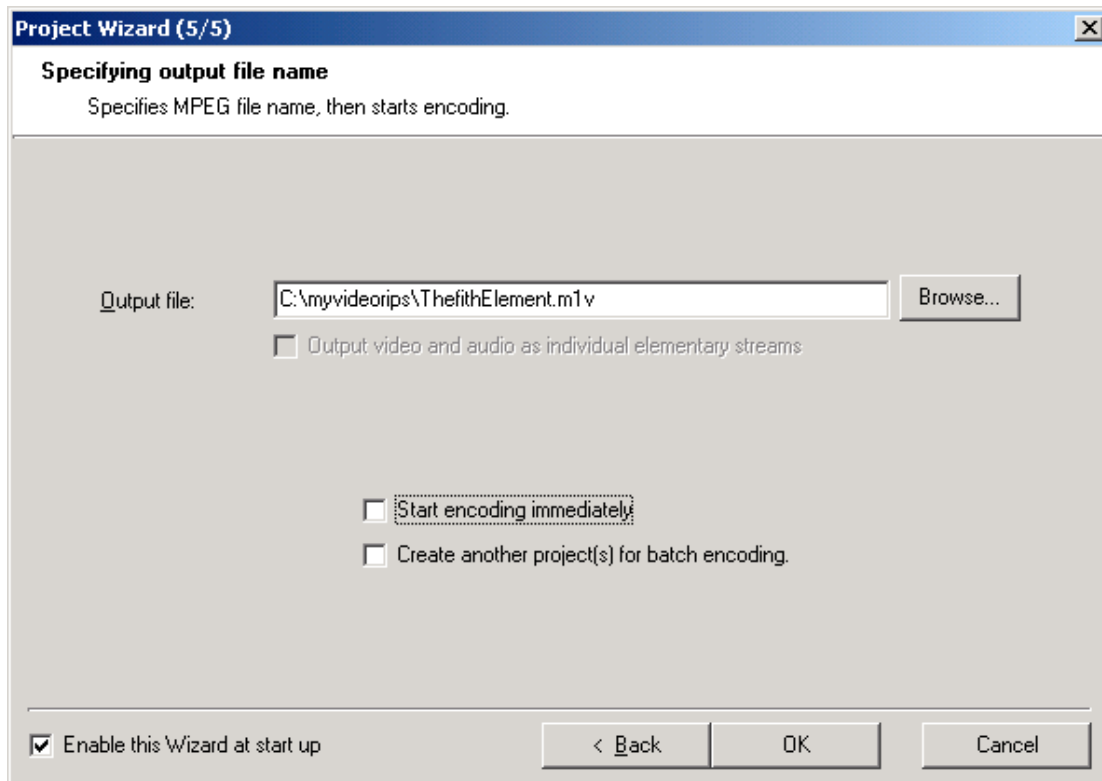 Project Wizard (5/5)
Specifying output file name
Specifies MPEG file name, then starts encoding.
Output file:
C:\myvideorips\ThefithElement.m1v
Browse...
Output video and audio as individual elementary streams
Start encoding immediately
Create another project(s) for batch encoding.
Enable this Wizard at start up
< Back
OK
Cancel